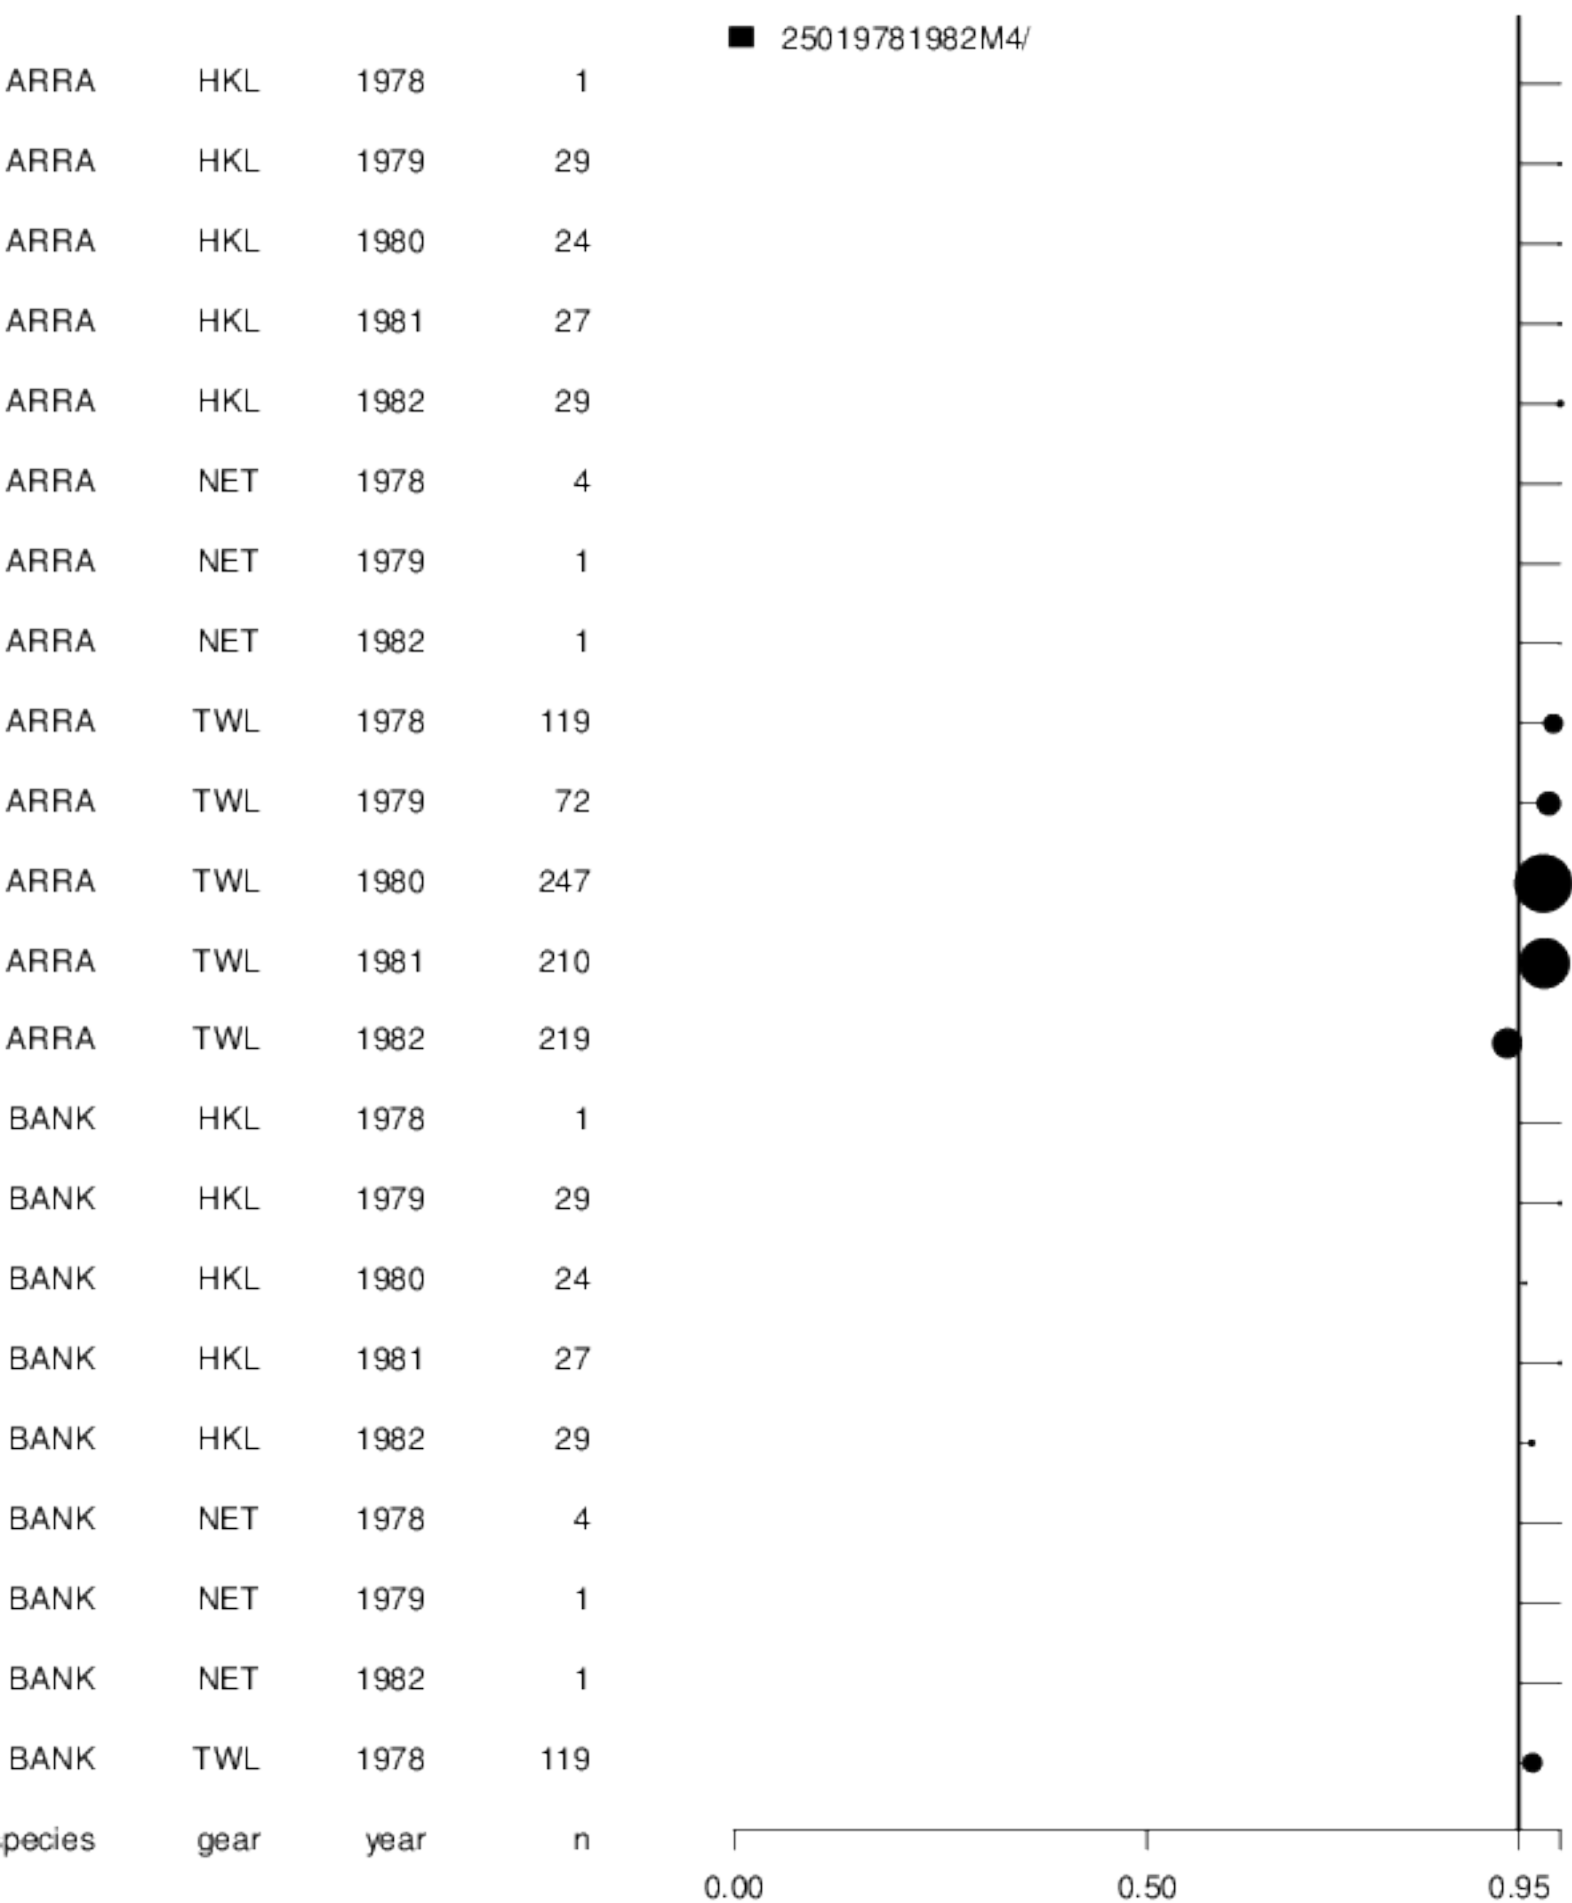 25019781982M4/
ARRA HKL 1978 1
ARRA HKL 1979 29
ARRA HKL 1980 24
ARRA HKL 1981 27
ARRA HKL 1982 29
ARRA NET 1978 4
ARRA NET 1979 1
ARRA NET 1982 1
ARRA TWL 1978 119
ARRA TWL 1979 72
ARRA TWL 1980 247
ARRA TWL 1981 210
ARRA TWL 1982 219
BANK HKL 1978 1
BANK HKL 1979 29
BANK HKL 1980 24
BANK HKL 1981 27
BANK HKL 1982 29
BANK NET 1978 4
BANK NET 1979 1
BANK NET 1982 1
BANK TWL 1978 119
pecies gear year n
0.00 0.50 0.95